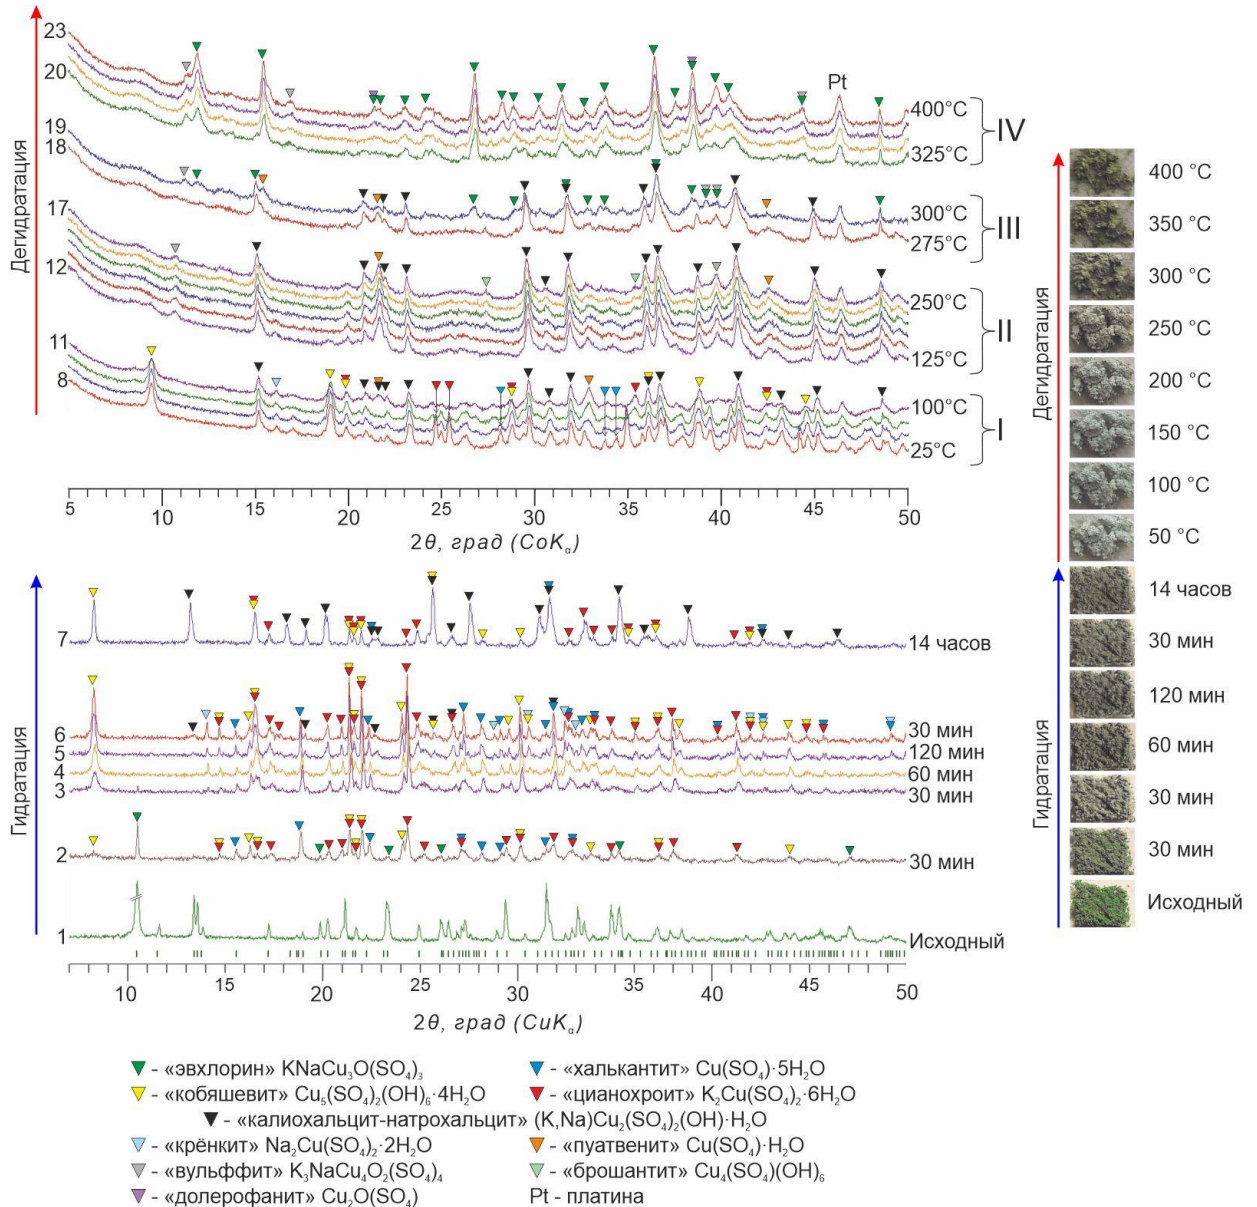 23
20
19
18
17
12
11
8
Дегидратация
Pt
400°C
325°C
IV
300°C
275°C
III
250°C
125°C
II
100°C
25°C
I
5 10 15 20 25 30 35 40 45 50
2θ, град (CoKα)
Гидратация
7
14 часов
6
30 мин
5
120 мин
4
60 мин
3
30 мин
2
30 мин
1
Исходный
10 15 20 25 30 35 40 45 50
2θ, град (CuKα)
Дегидратация
400 °C
350 °C
300 °C
250 °C
200 °C
150 °C
100 °C
50 °C
Гидратация
14 часов
30 мин
120 мин
60 мин
30 мин
30 мин
Исходный
- «эвхлорин» KNaCu₃O(SO₄)₃
- «халькантит» Cu(SO₄)·5H₂O
- «кобяшевит» Cu₅(SO₄)₂(OH)₆·4H₂O
- «цианохроит» K₂Cu(SO₄)₂·6H₂O
- «калиохальцит-натрохальцит» (K,Na)Cu₂(SO₄)₂(OH)·H₂O
- «крёнкит» Na₂Cu(SO₄)₂·2H₂O
- «пуатвенит» Cu(SO₄)·H₂O
- «вульффит» K₃NaCu₄O₂(SO₄)₄
- «брошантит» Cu₄(SO₄)(OH)₆
- «долерофанит» Cu₂O(SO₄)
Pt - платина